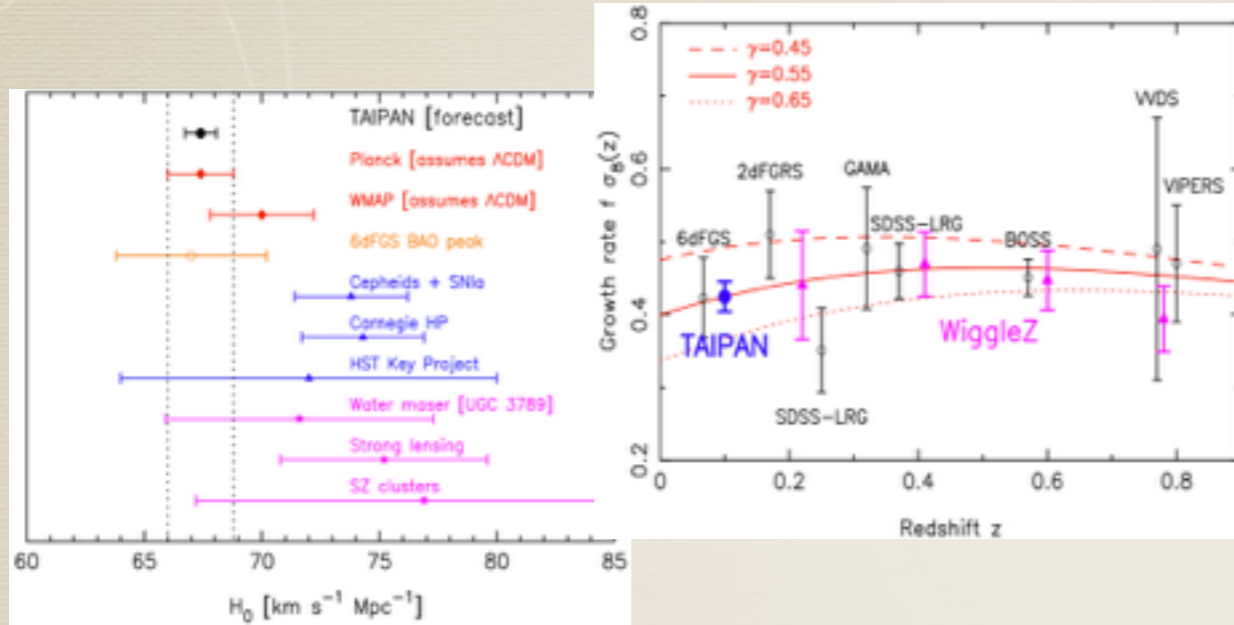 TAIPAN [forecast]
Planck [assumes ΛCDM]
WMAP [assumes ΛCDM]
6dFGS BAO peak
Cepheids + SNIa
Carnegie HP
HST Key Project
Water maser [UGC 3789]
Strong lensing
SZ clusters
60 65 70 75 80 85
H₀ [km s⁻¹ Mpc⁻¹]
γ=0.45
γ=0.55
γ=0.65
VVDS
2dFGRS
GAMA
VIPERS
6dFGS
SDSS-LRG
BOSS
TAIPAN
WiggleZ
SDSS-LRG
0.8
0.6
0.4
0.2
Growth rate f σ₈(z)
0 0.2 0.4 0.6 0.8
Redshift z